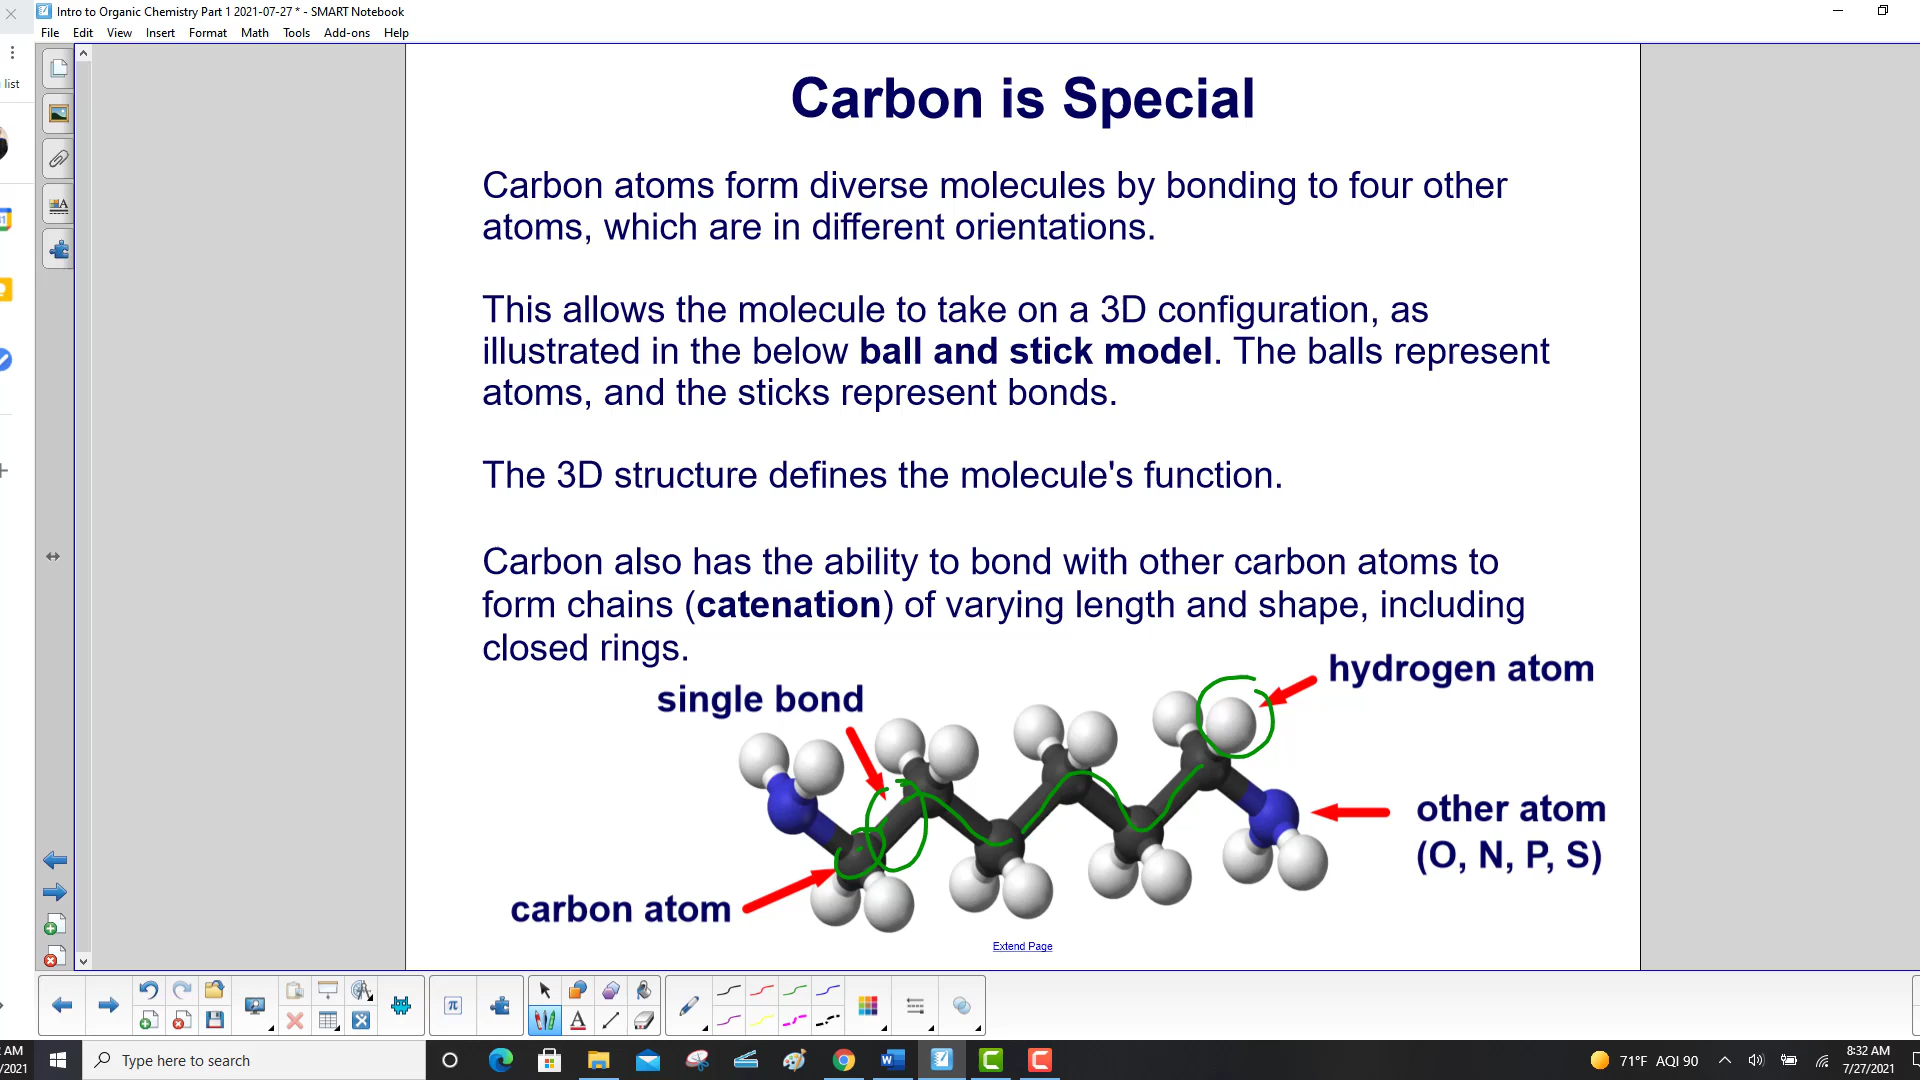 Intro to Organic Chemistry Part 1 2021-07-27 * - SMART Notebook
File Edit View Insert Format Math Tools Add-ons Help
list
Carbon is Special
Carbon atoms form diverse molecules by bonding to four other
atoms, which are in different orientations.
This allows the molecule to take on a 3D configuration, as
illustrated in the below ball and stick model. The balls represent
atoms, and the sticks represent bonds.
The 3D structure defines the molecule's function.
Carbon also has the ability to bond with other carbon atoms to
form chains (catenation) of varying length and shape, including
closed rings.
hydrogen atom
single bond
other atom
(O, N, P, S)
carbon atom
Extend Page
π
A
AM
/2021
Type here to search
71°F AQI 90
8:32 AM
7/27/2021